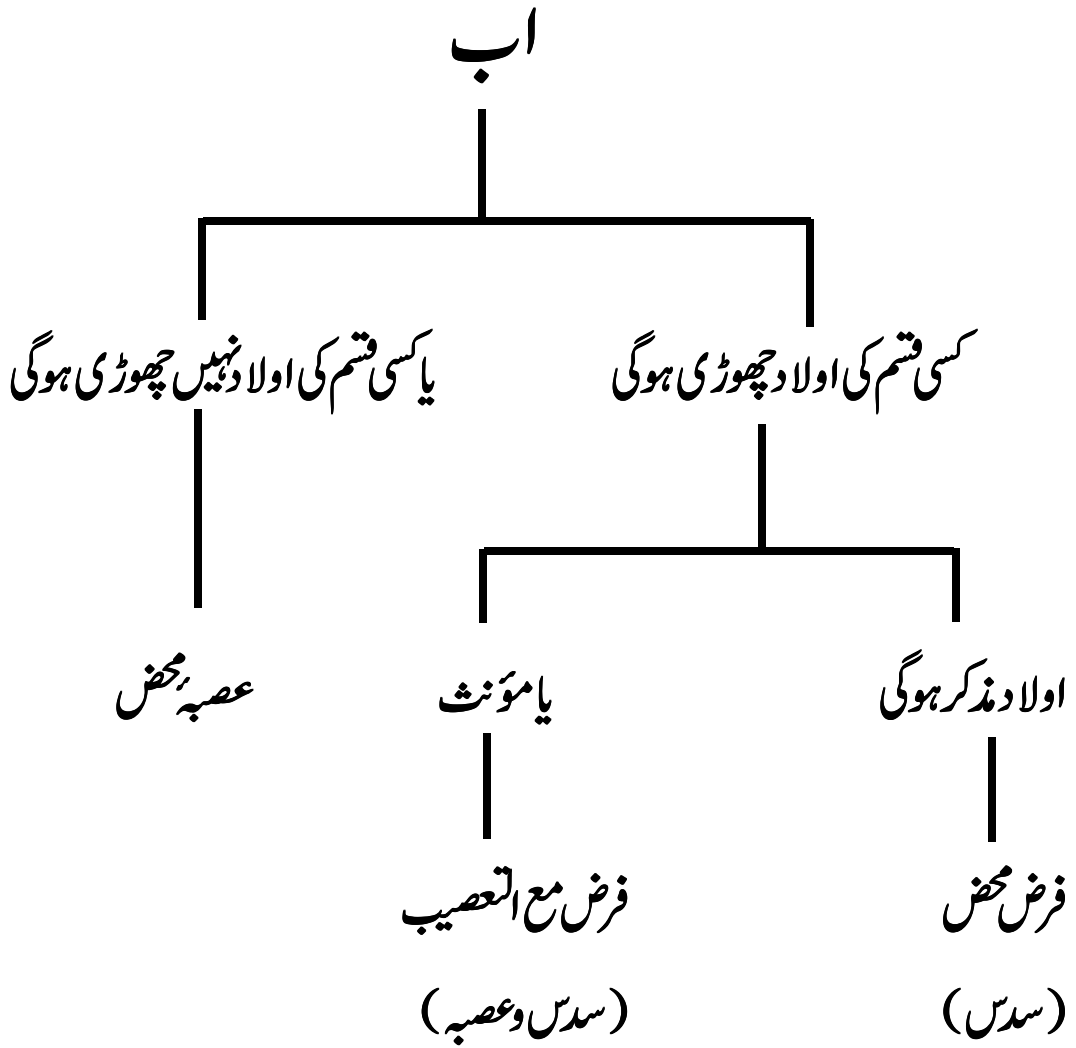 اب
کسی قسم کی اولاد چھوڑی ہوگی
یا کسی قسم کی اولاد نہیں چھوڑی ہوگی
اولاد مذکر ہوگی
یا مؤنث
عصبۂ محض
فرض محض
فرض مع التعصیب
(سدس)
(سدس و عصبہ)